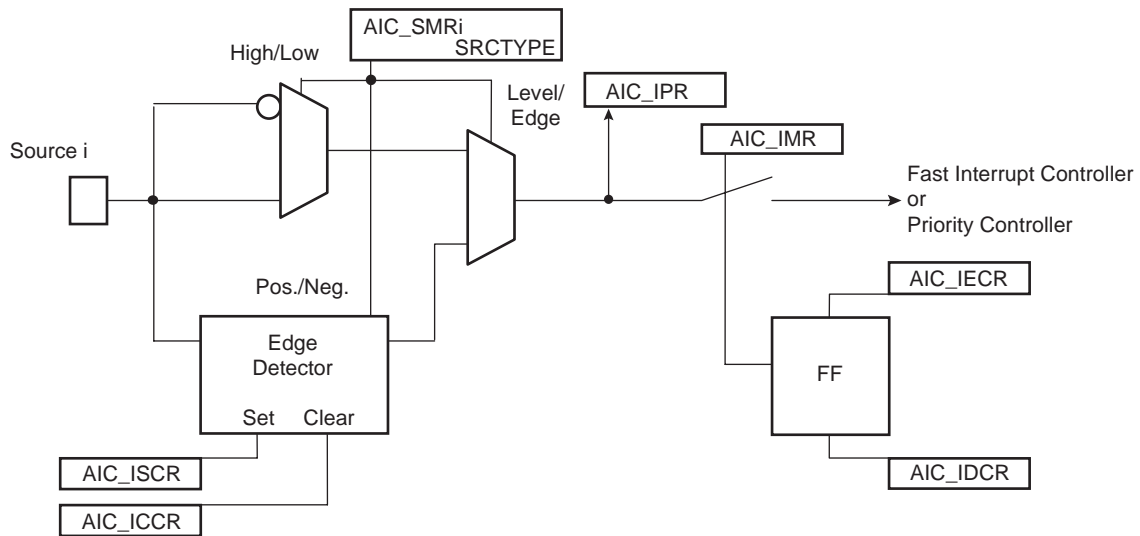 AIC_SMRi
SRCTYPE
High/Low
Level/
Edge
AIC_IPR
AIC_IMR
Source i
Fast Interrupt Controller
or
Priority Controller
Pos./Neg.
AIC_IECR
Edge
Detector
FF
Set Clear
AIC_ISCR
AIC_IDCR
AIC_ICCR